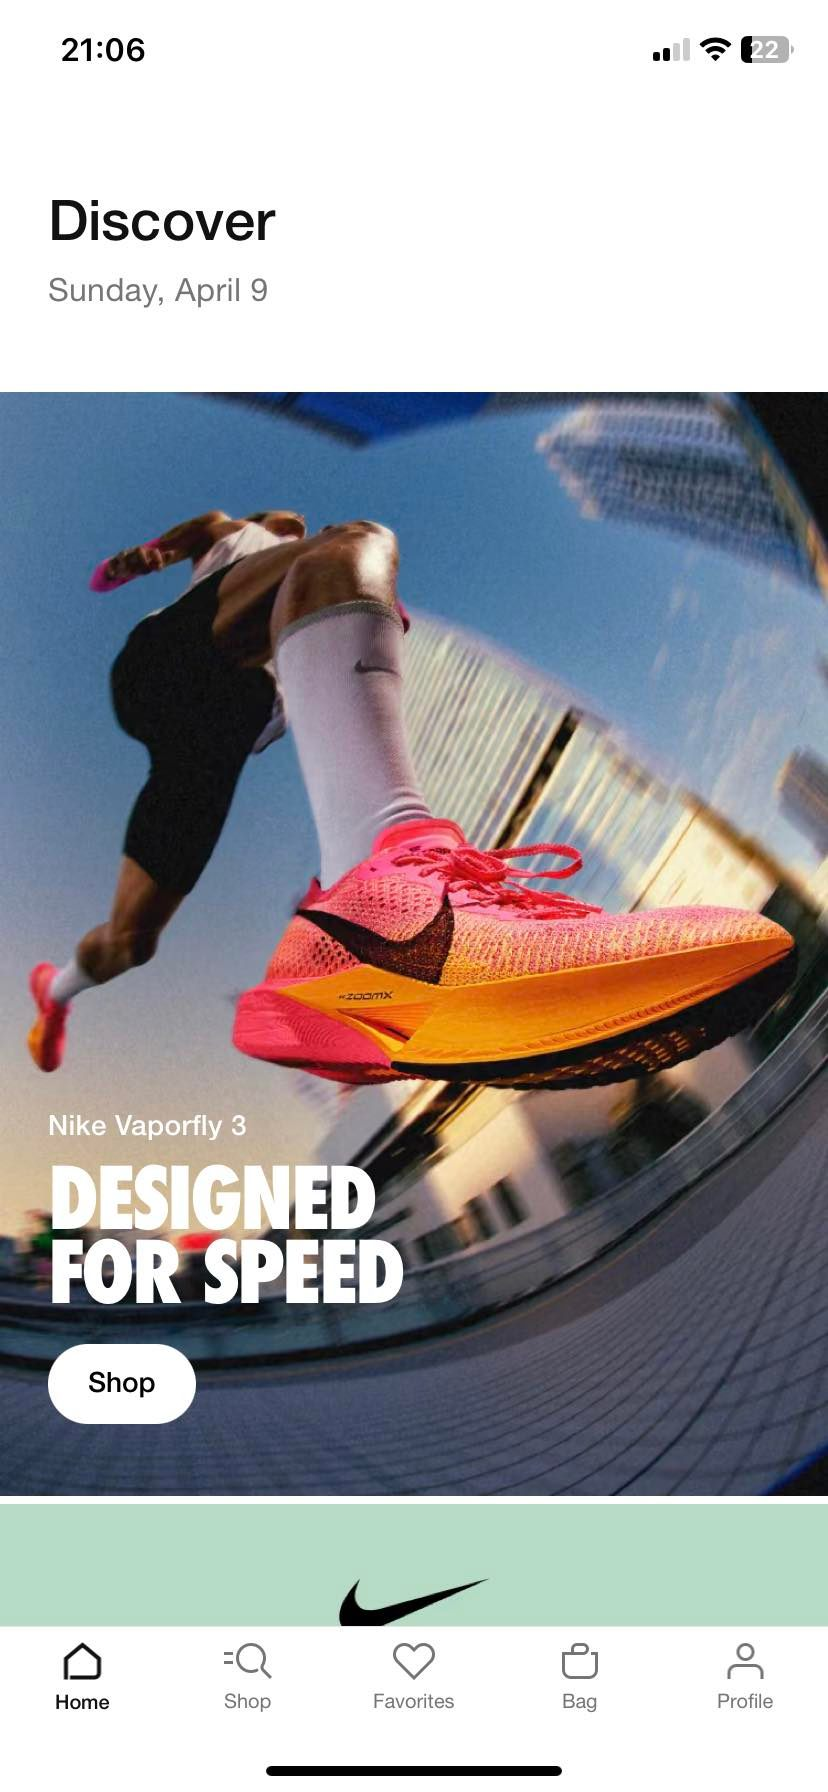 21:06
22
Discover
Sunday, April 9
ZOOMX
Nike Vaporfly 3
DESIGNED
FOR SPEED
Shop
Home
Shop
Favorites
Bag
Profile